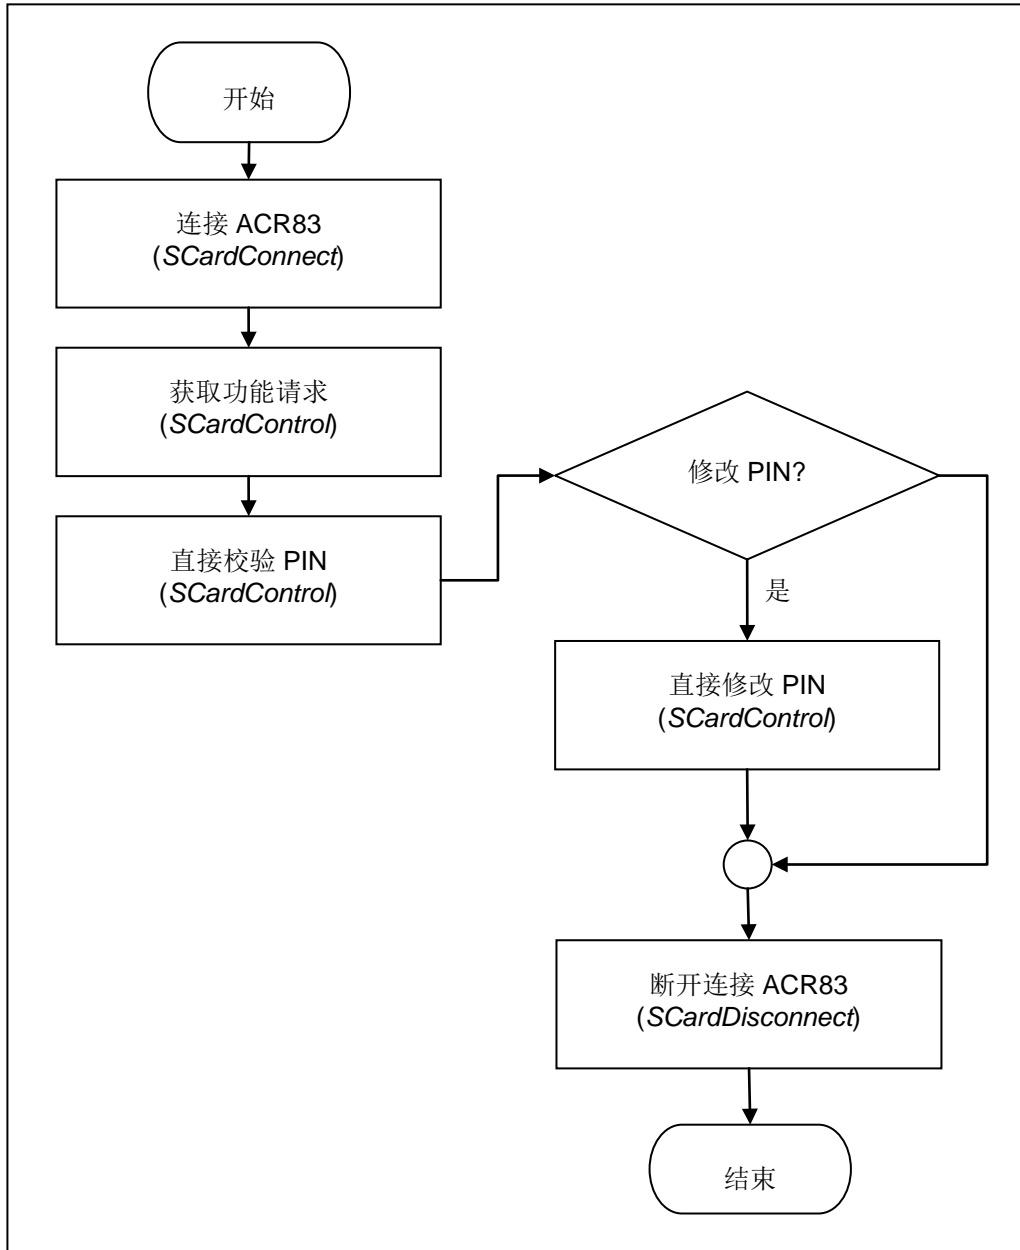 开始
连接 ACR83
(SCardConnect)
获取功能请求
(SCardControl)
直接校验 PIN
(SCardControl)
修改 PIN?
是
直接修改 PIN
(SCardControl)
断开连接 ACR83
(SCardDisconnect)
结束